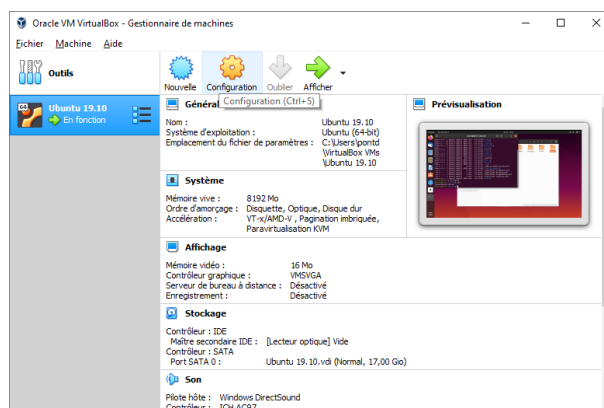 Oracle VM VirtualBox - Gestionnaire de machines
Fichier Machine Aide
Outils
Nouvelle Configuration Oublier Afficher
Configuration (Ctrl+S)
64
Ubuntu 19.10
En fonction
Général
Nom : Ubuntu 19.10
Système d'exploitation : Ubuntu (64-bit)
Emplacement du fichier de paramètres : C:\Users\pontd
\VirtualBox VMs
\Ubuntu 19.10
Prévisualisation
Système
Mémoire vive : 8192 Mo
Ordre d'amorçage : Disquette, Optique, Disque dur
Accélération : VT-x/AMD-V , Pagination imbriquée,
Paravirtualisation KVM
Affichage
Mémoire vidéo : 16 Mo
Contrôleur graphique : VMSVGA
Serveur de bureau à distance : Désactivé
Enregistrement : Désactivé
Stockage
Contrôleur : IDE
Maître secondaire IDE : [Lecteur optique] Vide
Contrôleur : SATA
Port SATA 0 : Ubuntu 19.10.vdi (Normal, 17,00 Gio)
Son
Pilote hôte : Windows DirectSound
Contrôleur : ICH AC97